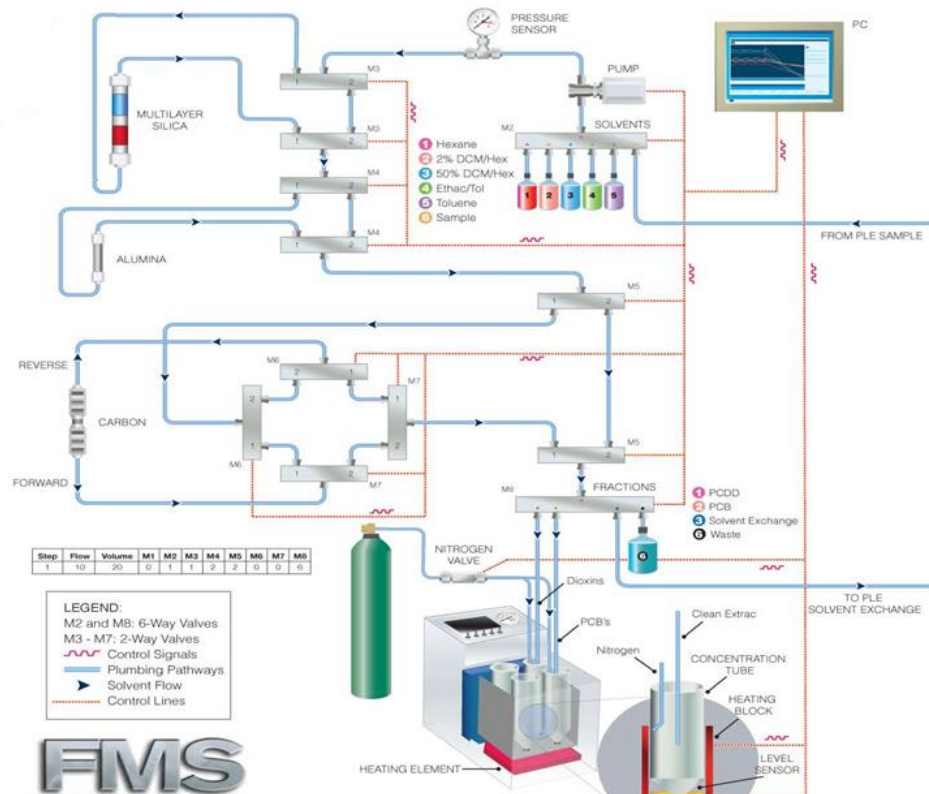 PRESSURE
SENSOR
PC
M3
1 2
PUMP
MULTILAYER
SILICA
M3
1 2
M2
SOLVENTS
1 Hexane
2 2% DCM/Hex
3 50% DCM/Hex
4 Ethac/Tol
5 Toluene
6 Sample
1 2 3 4 5
M4
1 2
M4
1 2
FROM PLE SAMPLE
ALUMINA
M5
1 2
REVERSE
M6
2 1
M7
CARBON
2
1
1
2
M6
1 2
M7
M5
1 2
FORWARD
M8
FRACTIONS
1 PCDD
2 PCB
3 Solvent Exchange
6 Waste
6
Step Flow Volume M1 M2 M3 M4 M5 M6 M7 M8
1 10 20 0 1 1 2 2 0 0 6
NITROGEN
VALVE
Dioxins
TO PLE
SOLVENT EXCHANGE
LEGEND:
M2 and M8: 6-Way Valves
M3 - M7: 2-Way Valves
Control Signals
Plumbing Pathways
Solvent Flow
Control Lines
PCB's
Clean Extrac
Nitrogen
CONCENTRATION
TUBE
HEATING
BLOCK
LEVEL
SENSOR
HEATING ELEMENT
FMS